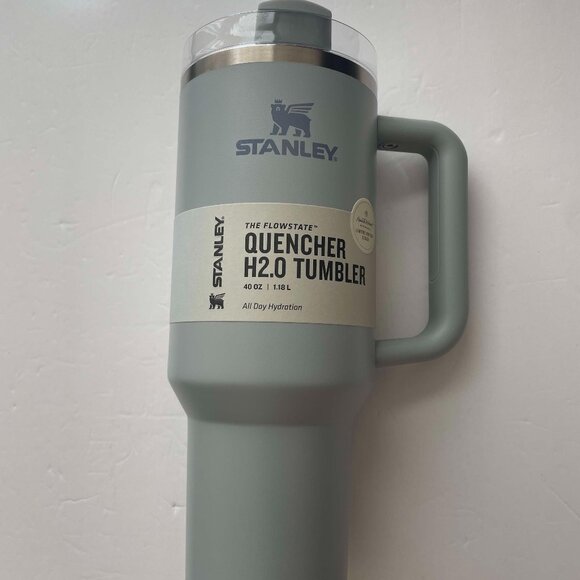 STANLEY
STANLEY
THE FLOWSTATE™
QUENCHER
H2.0 TUMBLER
40 OZ | 1.18 L
All Day Hydration